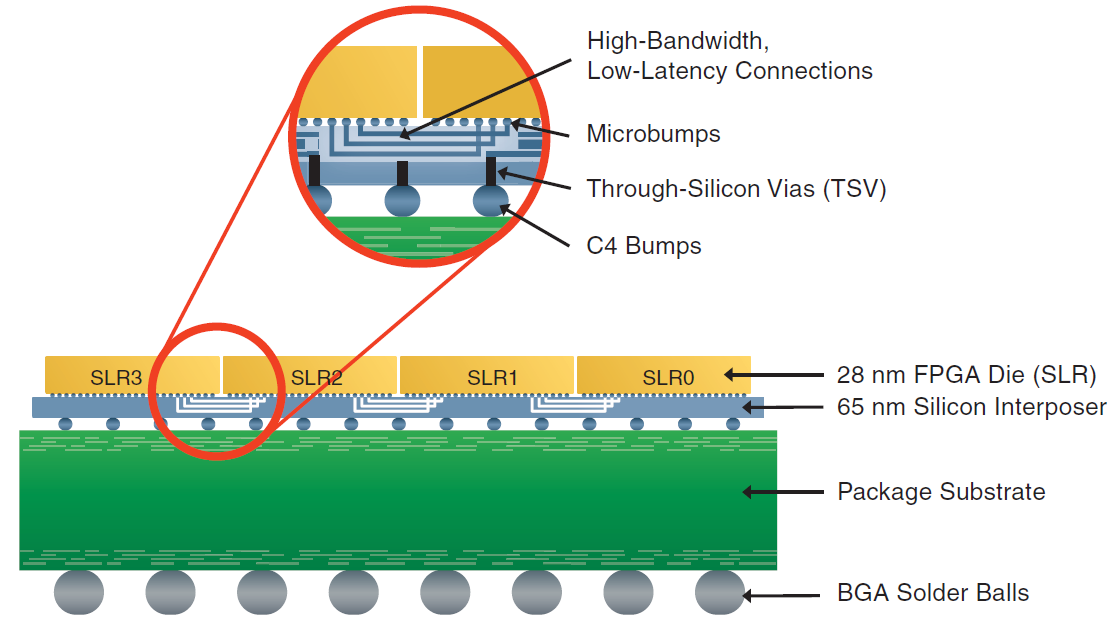 High-Bandwidth,
Low-Latency Connections
Microbumps
Through-Silicon Vias (TSV)
C4 Bumps
SLR3
SLR2
SLR1
SLR0
28 nm FPGA Die (SLR)
65 nm Silicon Interposer
Package Substrate
BGA Solder Balls